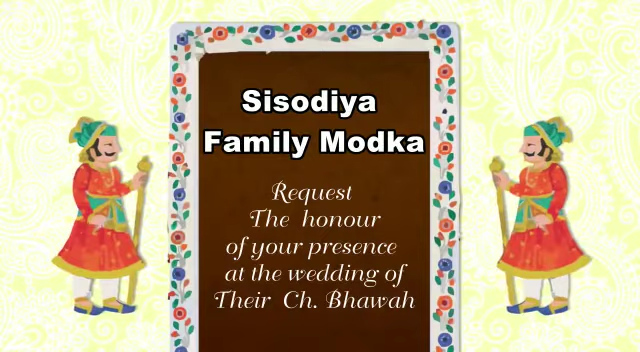 Sisodiya
Family Modka
Request
The honour
of your presence
at the wedding of
Their Ch. Bhawah